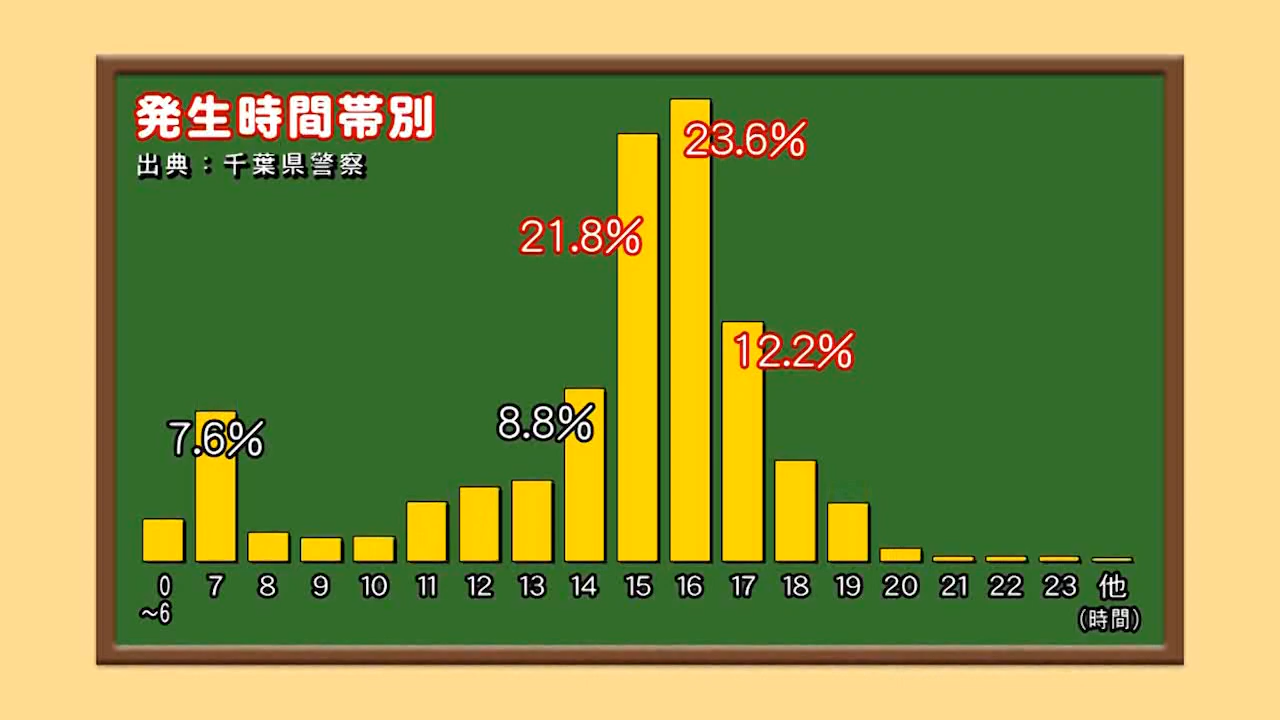 発生時間帯別
出典：千葉県警察
23.6%
21.8%
12.2%
8.8%
7.6%
0 7 8 9 10 11 12 13 14 15 16 17 18 19 20 21 22 23 他
~6 (時間)